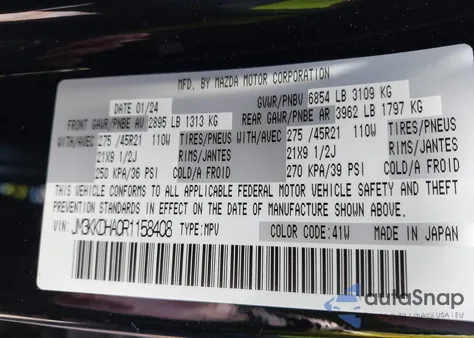 MFD. BY MAZDA MOTOR CORPORATION
DATE 01/24 GVWR/PNBV 6854 LB 3109 KG
FRONT GAWR/PNBE AV 2895 LB 1313 KG REAR GAWR/PNBE AR 3962 LB 1797 KG
WITH/AVEC 275 /45R21 110W TIRES/PNEUS WITH/AVEC 275 /45R21 110W TIRES/PNEUS
21X9 1/2J RIMS/JANTES 21X9 1/2J RIMS/JANTES
250 KPA/36 PSI COLD/A FROID 270 KPA/39 PSI COLD/A FROID
THIS VEHICLE CONFORMS TO ALL APPLICABLE FEDERAL MOTOR VEHICLE SAFETY AND THEFT
PREVENTION STANDARDS IN EFFECT ON THE DATE OF MANUFACTURE SHOWN ABOVE.
VIN: JM3KKDHA0R1158408 TYPE:MPV COLOR CODE:41W MADE IN JAPAN
autoSnap
auta z aukcji USA i EU